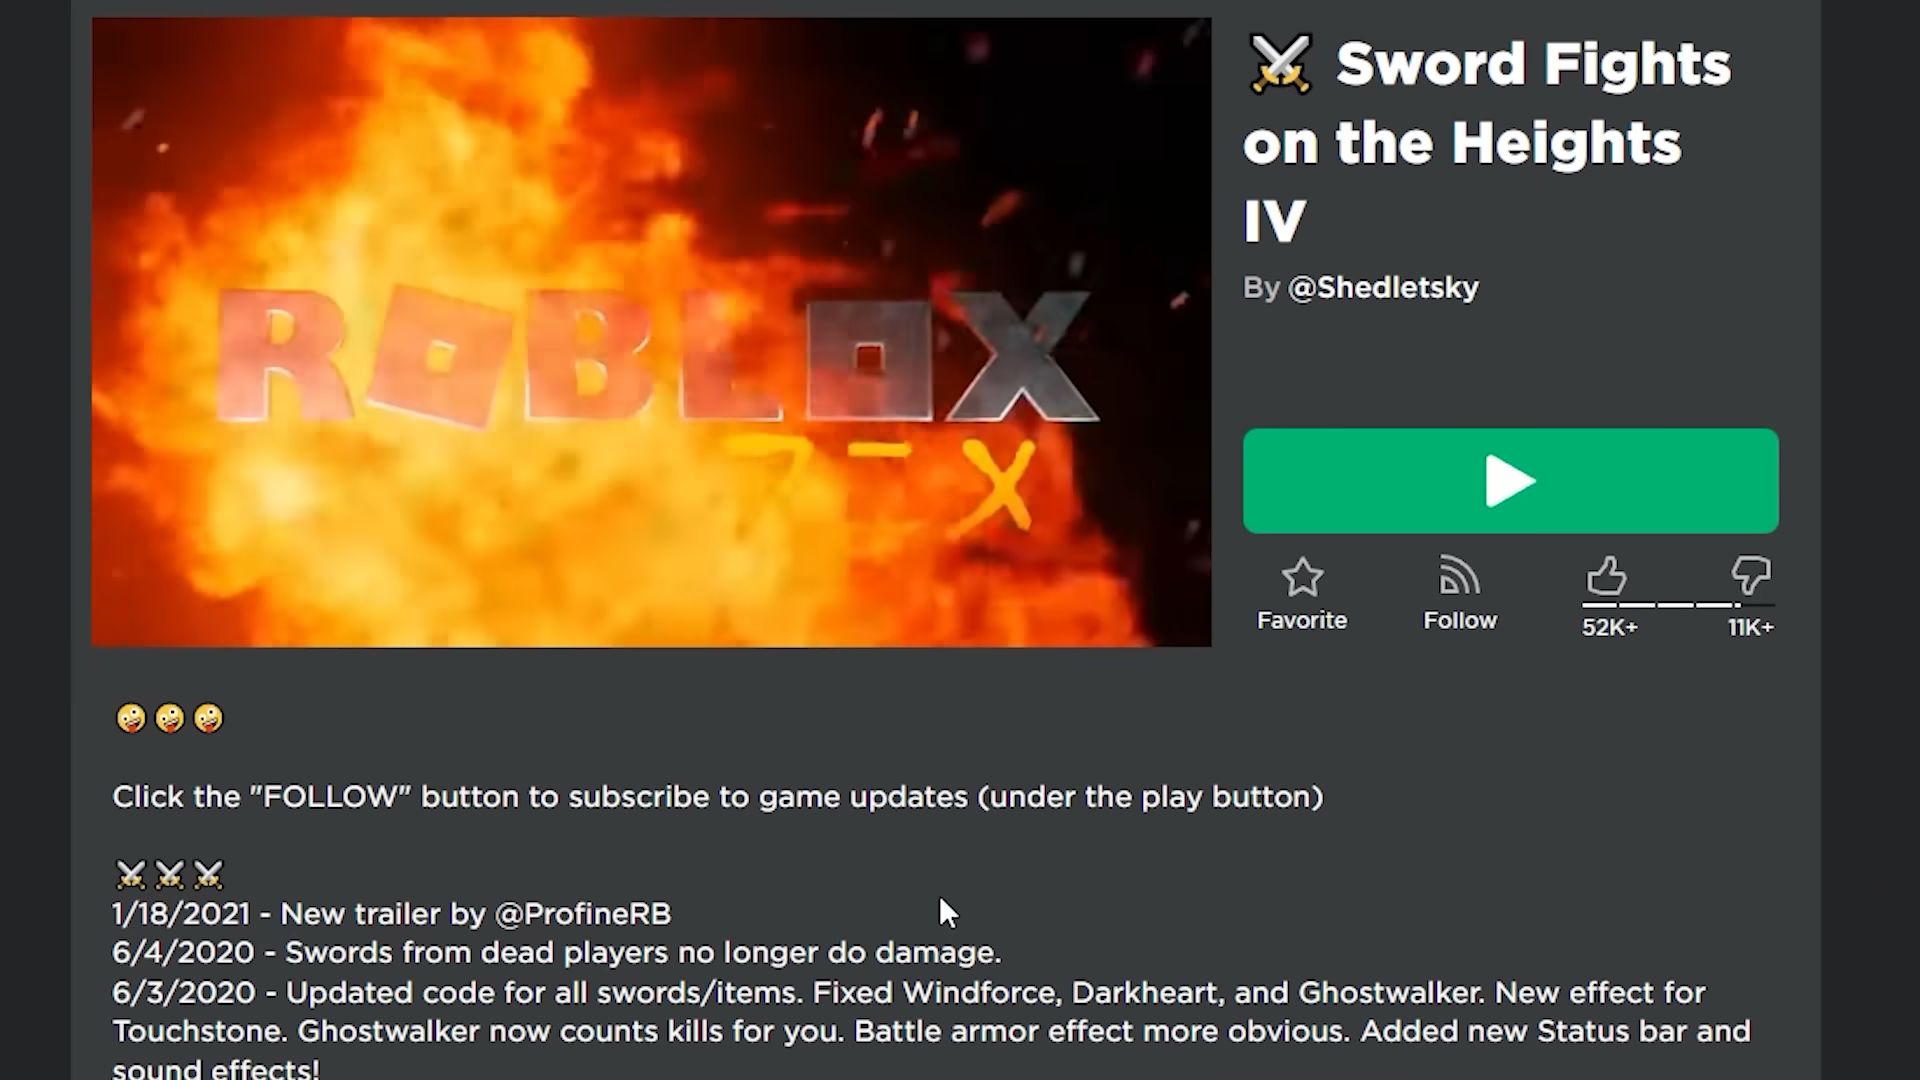 ROBLOX
⚔️ Sword Fights
on the Heights
IV
By @Shedletsky
Favorite
Follow
52K+
11K+
🤪🤪🤪
Click the "FOLLOW" button to subscribe to game updates (under the play button)
⚔️⚔️⚔️
1/18/2021 - New trailer by @ProfineRB
6/4/2020 - Swords from dead players no longer do damage.
6/3/2020 - Updated code for all swords/items. Fixed Windforce, Darkheart, and Ghostwalker. New effect for
Touchstone. Ghostwalker now counts kills for you. Battle armor effect more obvious. Added new Status bar and
sound effects!